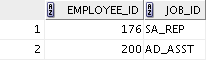 EMPLOYEE_ID JOB_ID
1 176 SA_REP
2 200 AD_ASST